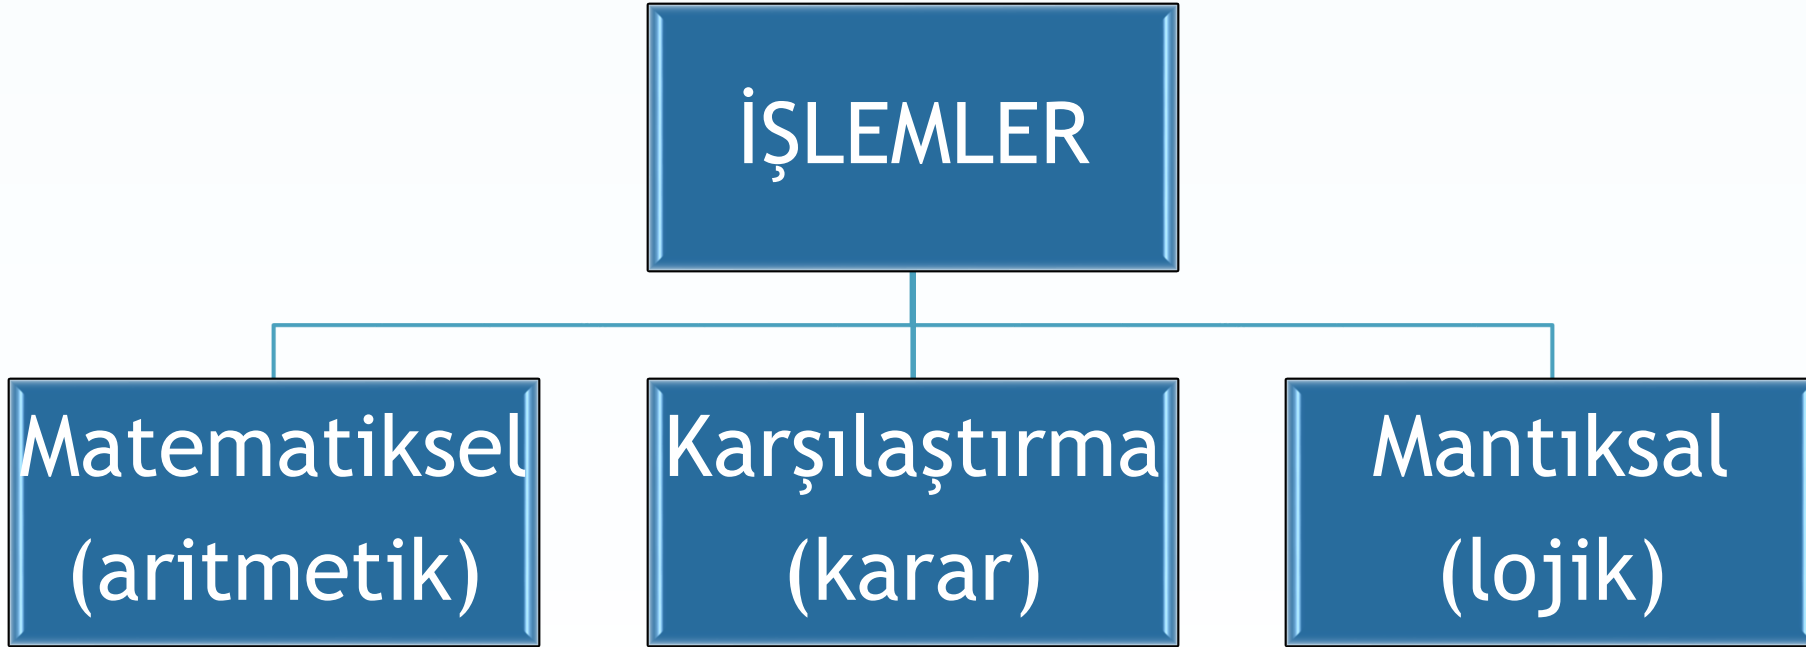 İŞLEMLER
Matematiksel
(aritmetik)
Karşılaştırma
(karar)
Mantıksal
(lojik)